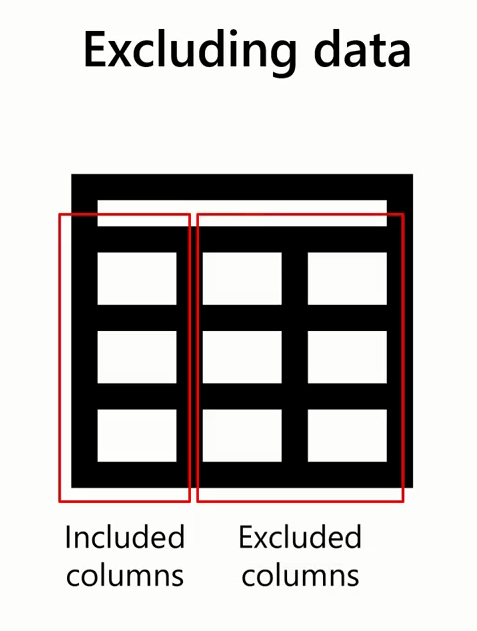 Excluding data
Included
columns
Excluded
columns